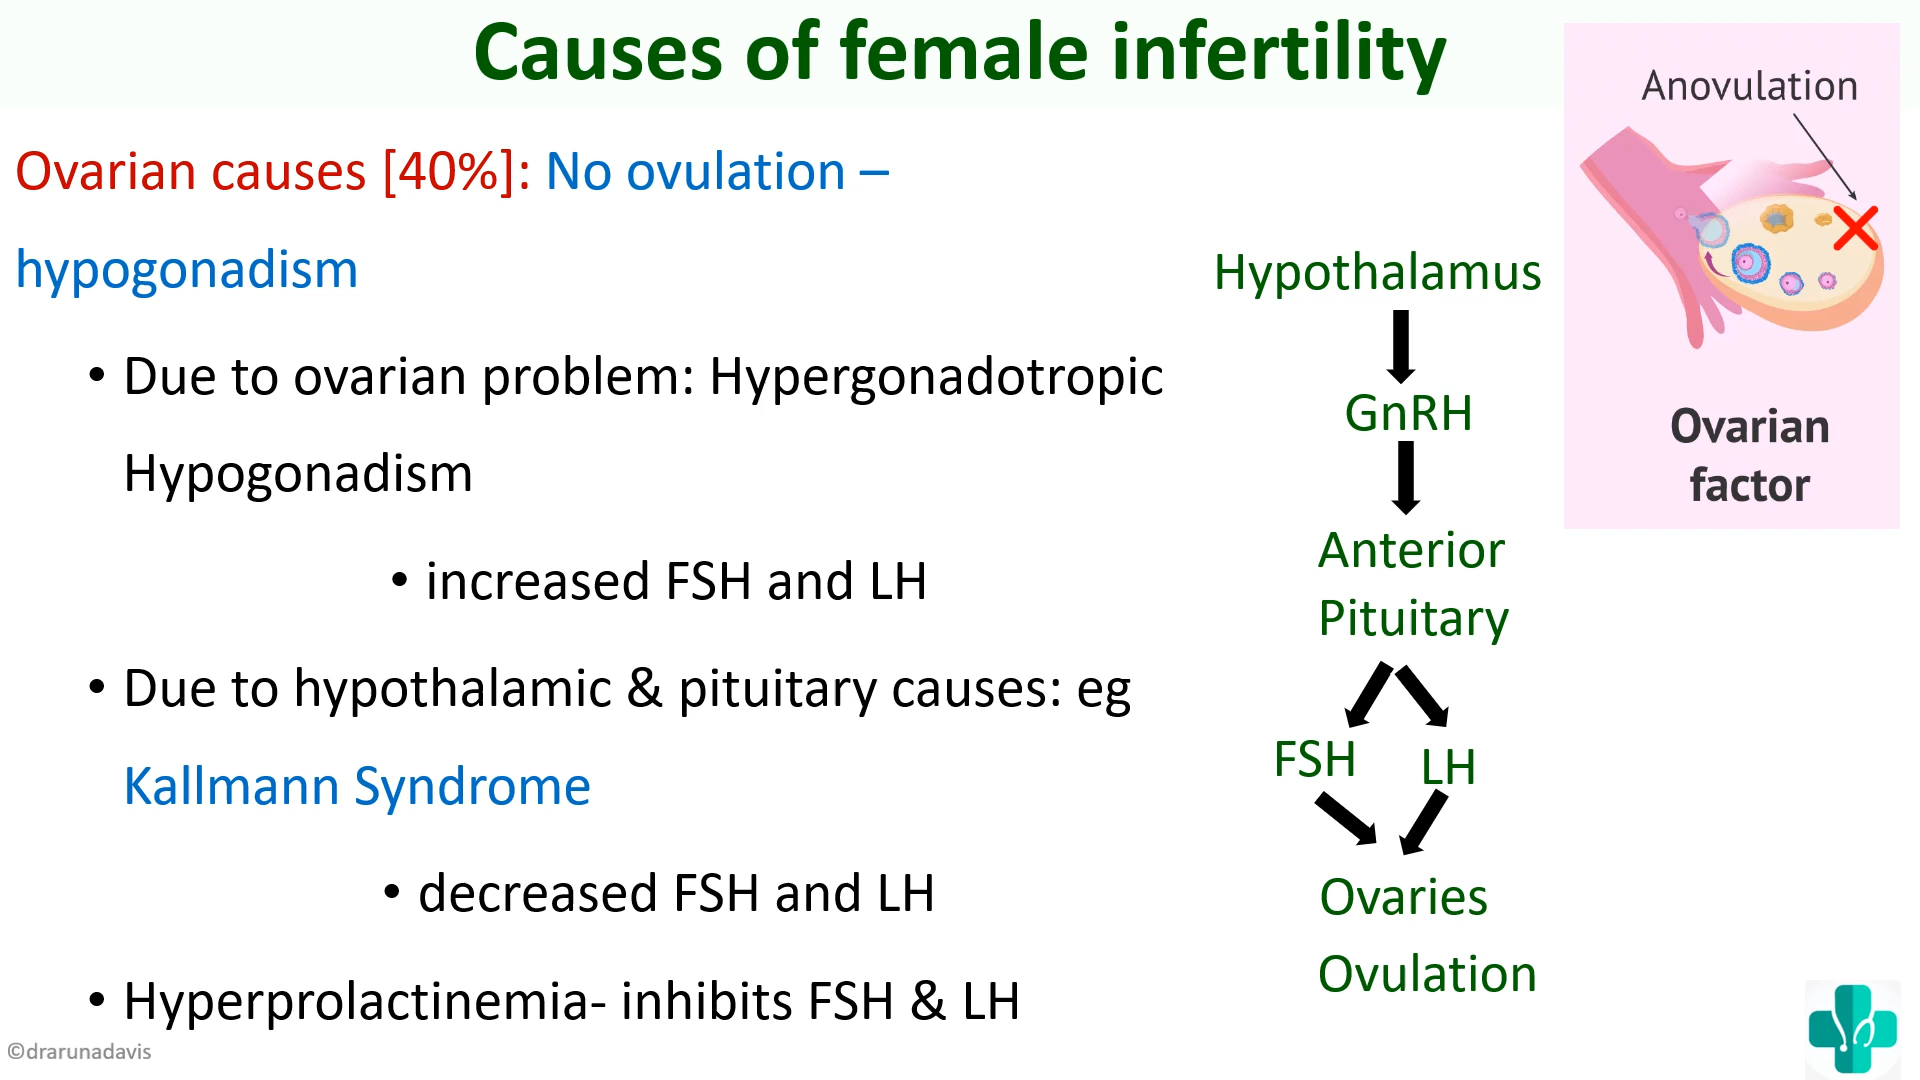 Causes of female infertility
Ovarian causes [40%]: No ovulation –
hypogonadism
• Due to ovarian problem: Hypergonadotropic
Hypogonadism
• increased FSH and LH
• Due to hypothalamic & pituitary causes: eg
Kallmann Syndrome
• decreased FSH and LH
• Hyperprolactinemia- inhibits FSH & LH
Hypothalamus
GnRH
Anterior
Pituitary
FSH LH
Ovaries
Ovulation
Anovulation
Ovarian
factor
©drarunadavis